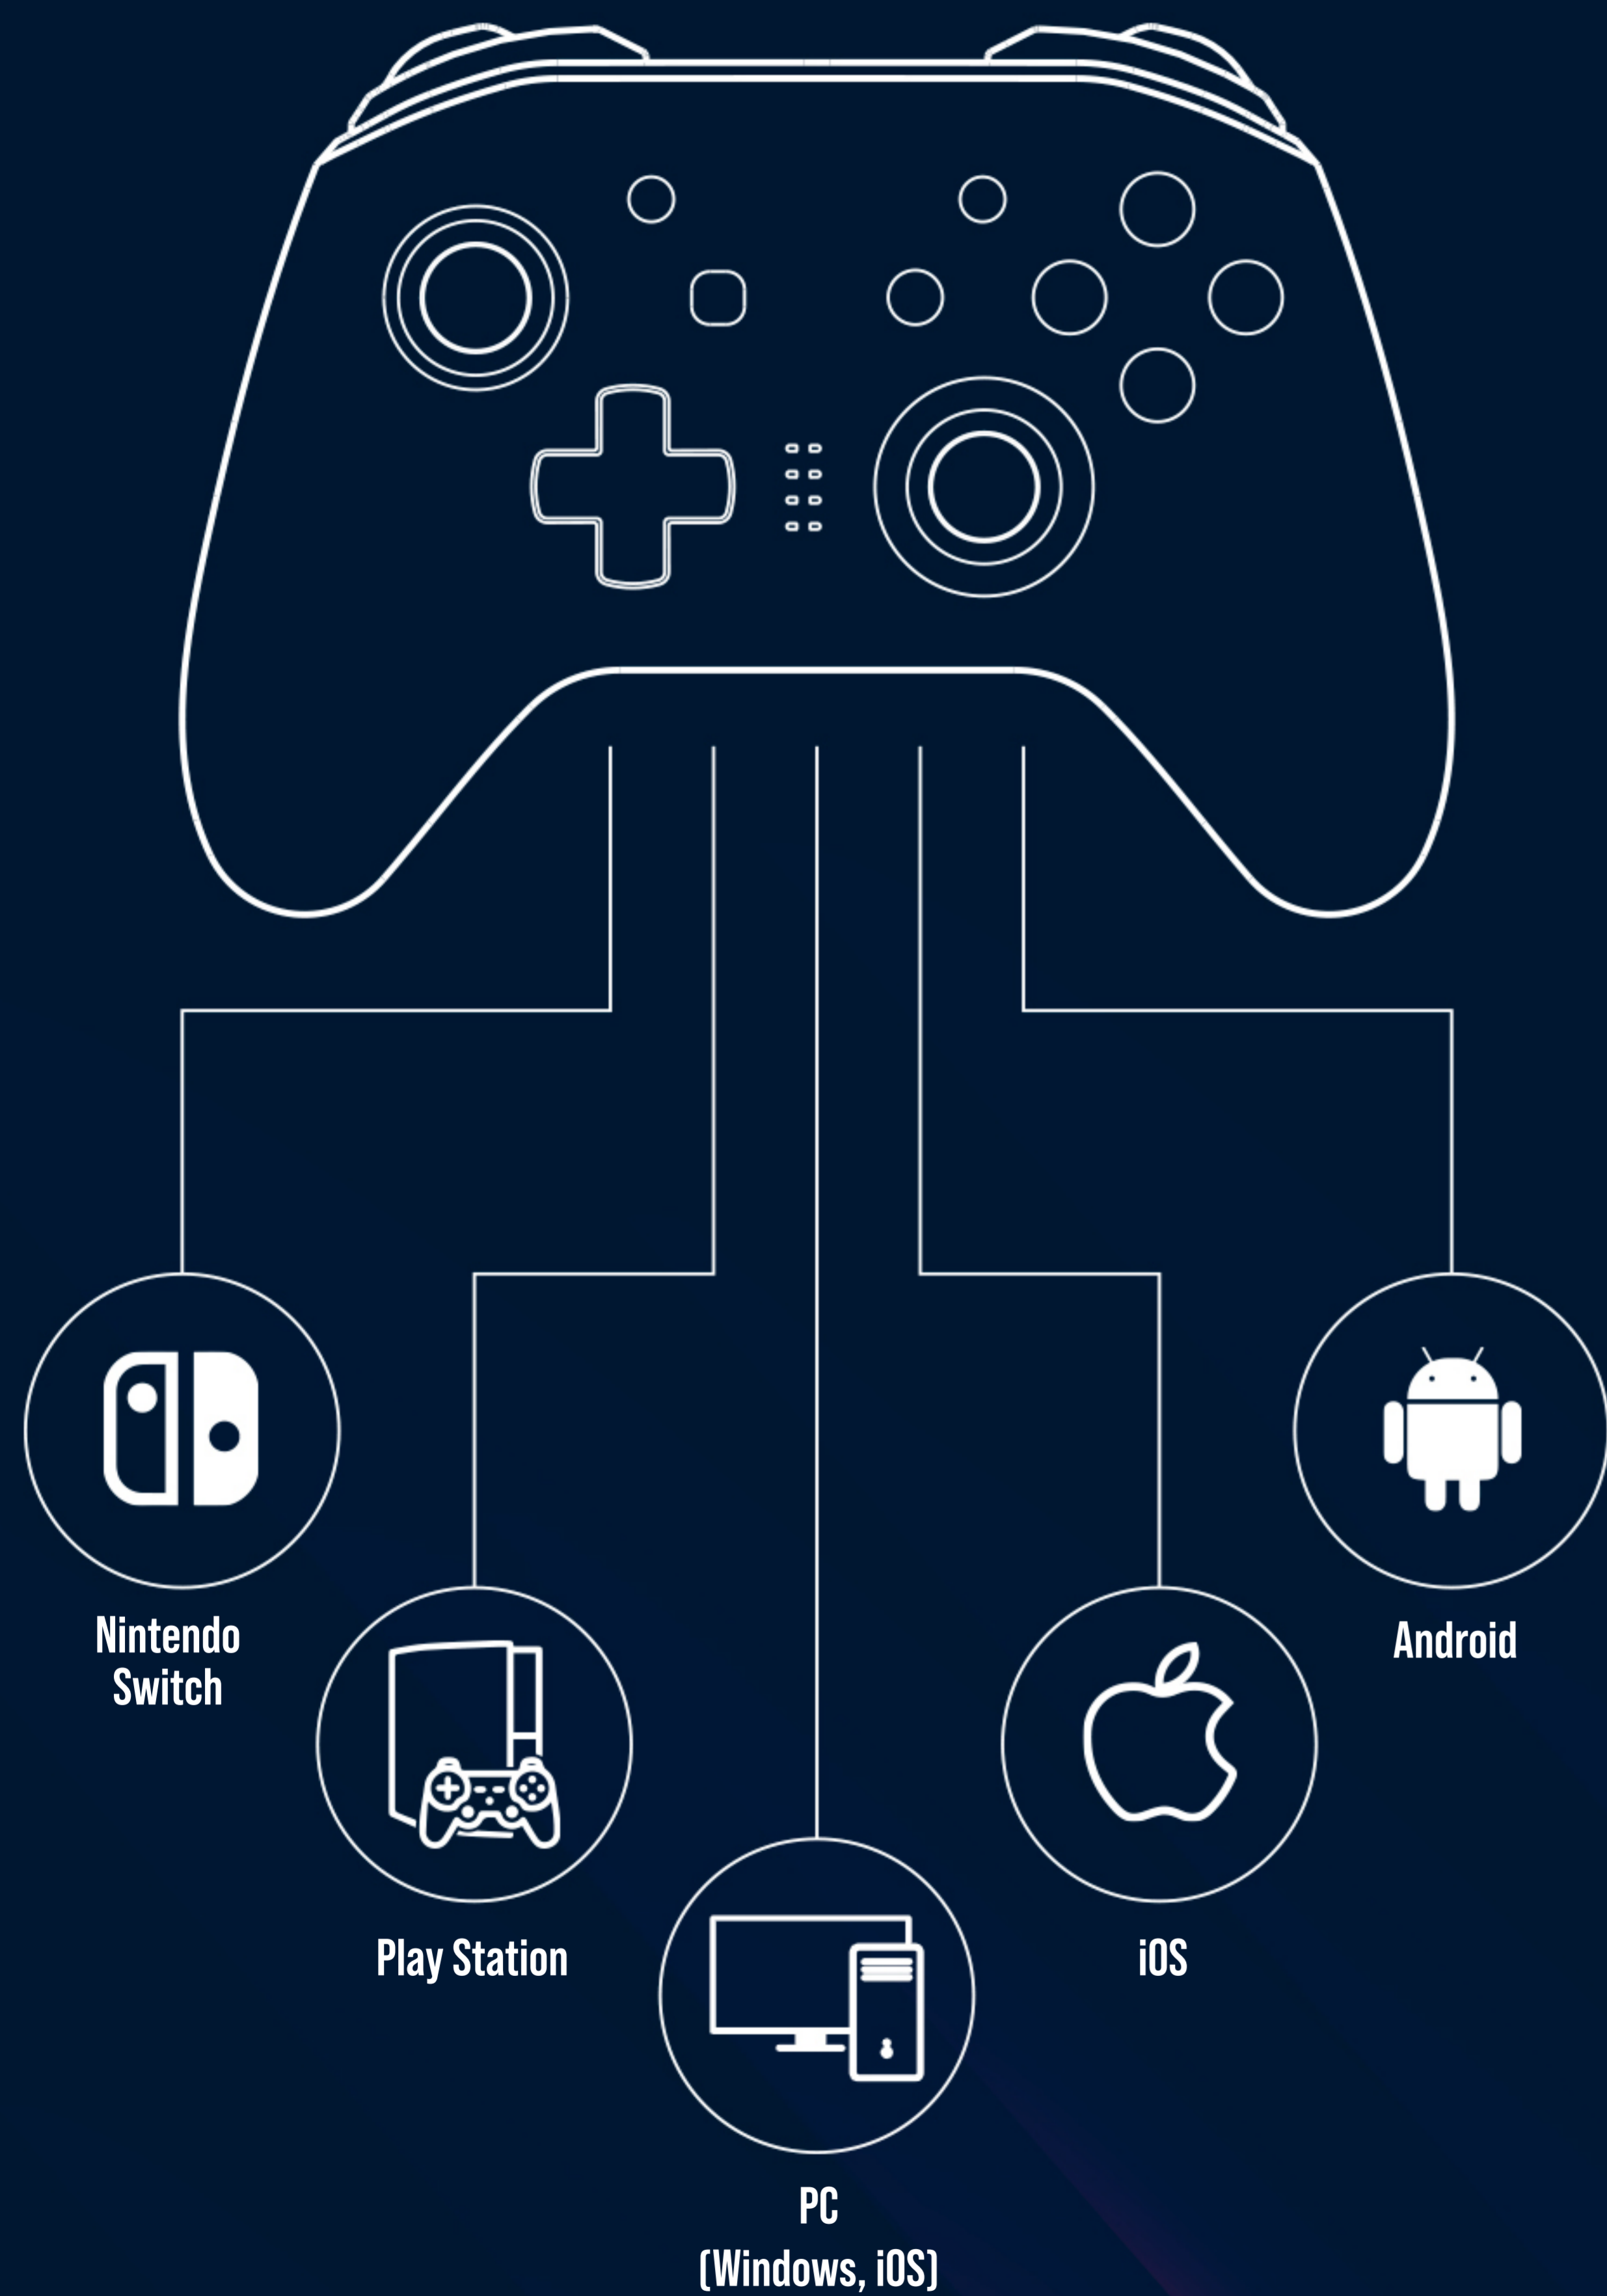 Nintendo
Switch
Android
Play Station
iOS
PC
(Windows, iOS)